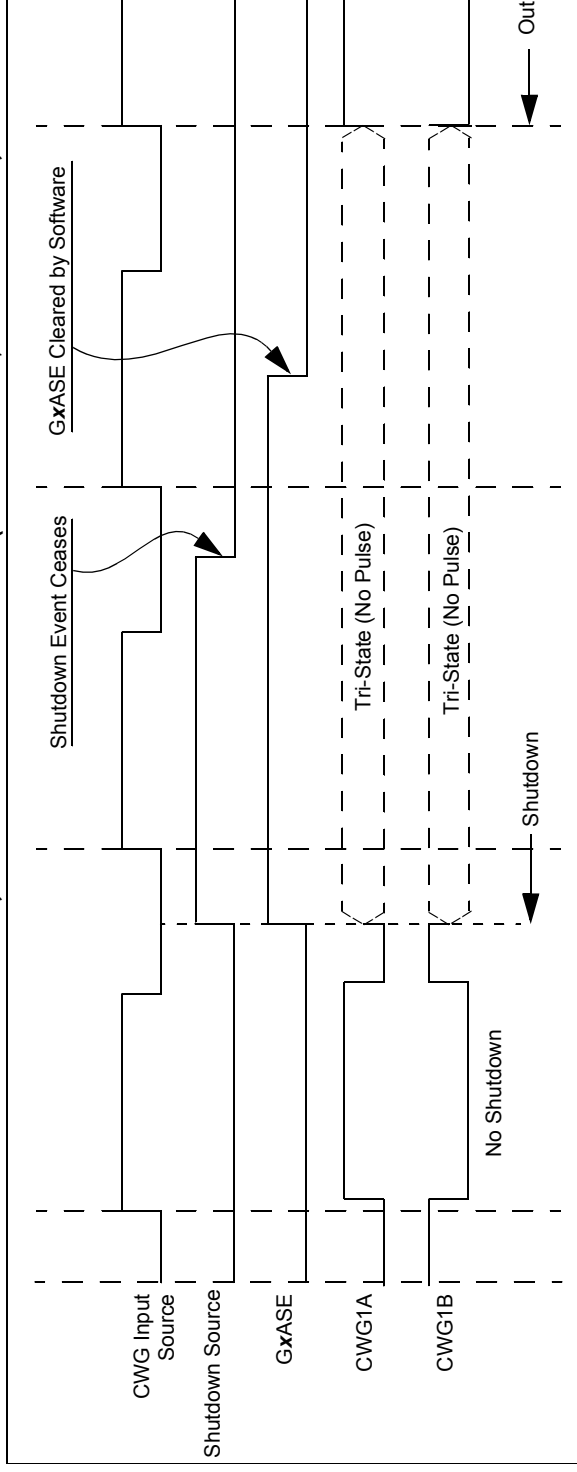 Shutdown Event Ceases
GxASE Cleared by Software
CWG Input
Source
Shutdown Source
GxASE
CWG1A
Tri-State (No Pulse)
CWG1B
Tri-State (No Pulse)
No Shutdown
Shutdown
Out